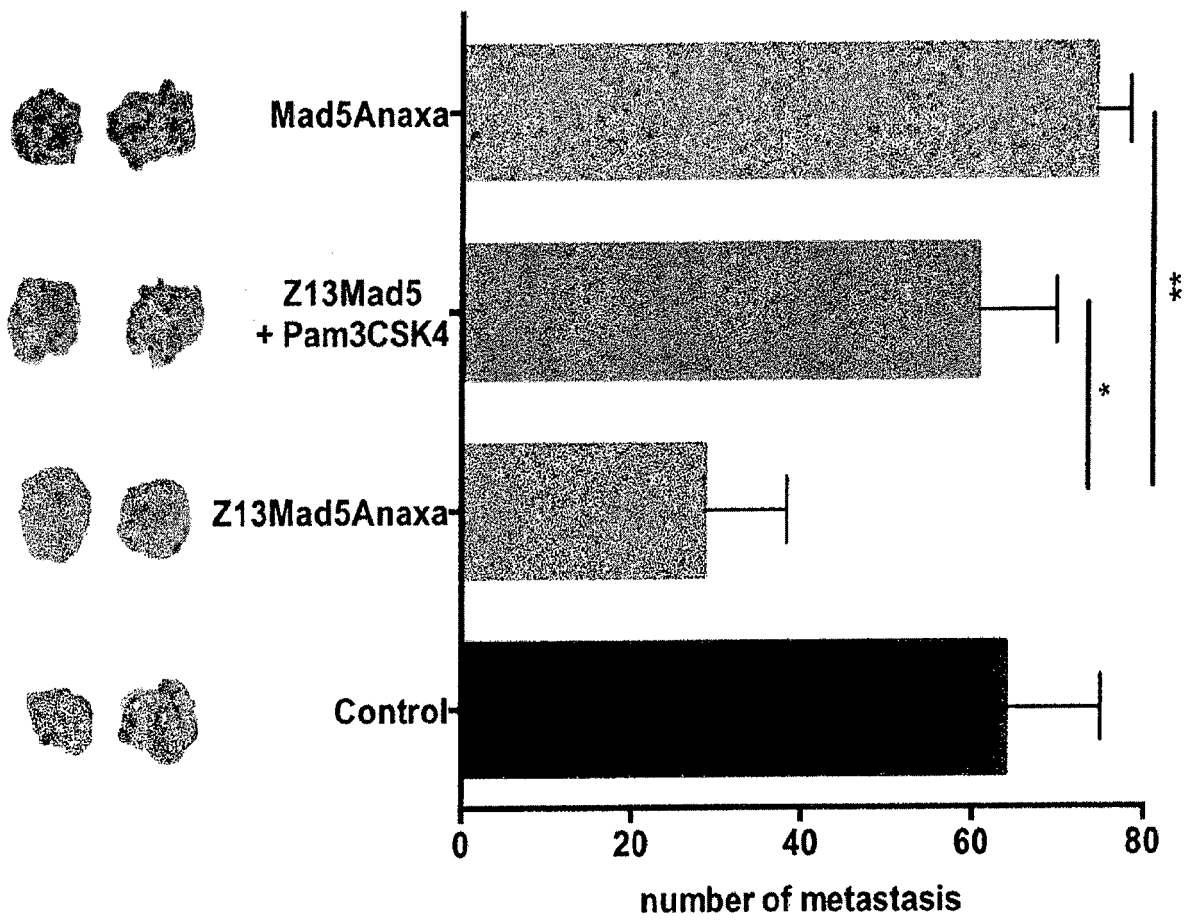 Mad5Anaxa
Z13Mad5
+ Pam3CSK4
**
*
Z13Mad5Anaxa
Control
0 20 40 60 80
number of metastasis